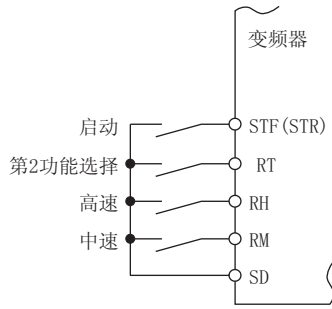 变频器
启动 STF(STR)
第2功能选择 RT
高速 RH
中速 RM
SD